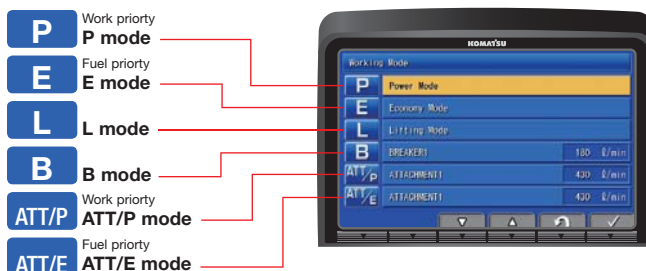 P
Work priorty
P mode
E
Fuel priorty
E mode
L
L mode
B
B mode
ATT/P
Work priorty
ATT/P mode
ATT/E
Fuel priorty
ATT/E mode
KOMATSU
Working Mode
P Power Mode
E Economy Mode
L Lifting Mode
B BREAKER1 180 ℓ/min
ATT/P ATTACHMENT1 430 ℓ/min
ATT/E ATTACHMENT1 430 ℓ/min